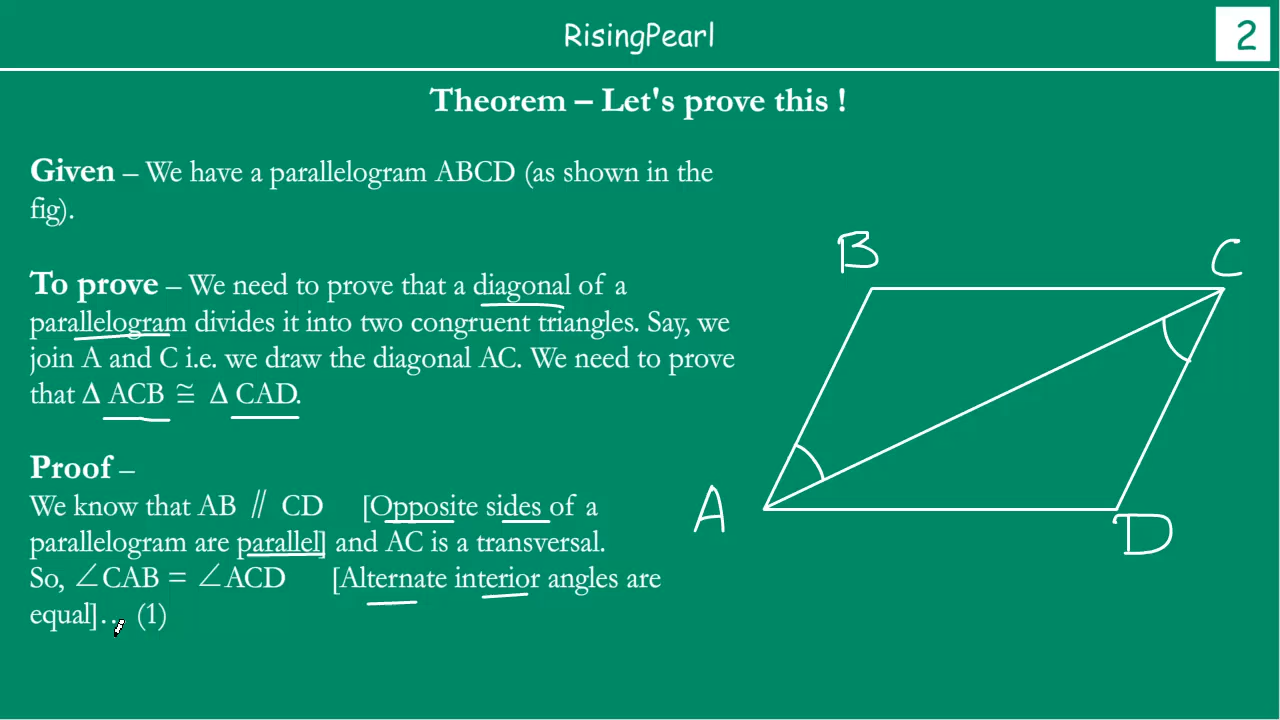 RisingPearl
2
Theorem – Let's prove this !
Given – We have a parallelogram ABCD (as shown in the
fig).
To prove – We need to prove that a diagonal of a
parallelogram divides it into two congruent triangles. Say, we
join A and C i.e. we draw the diagonal AC. We need to prove
that Δ ACB ≅ Δ CAD.
Proof –
We know that AB // CD [Opposite sides of a
parallelogram are parallel] and AC is a transversal.
So, ∠CAB = ∠ACD [Alternate interior angles are
equal]… (1)
B
C
A
D